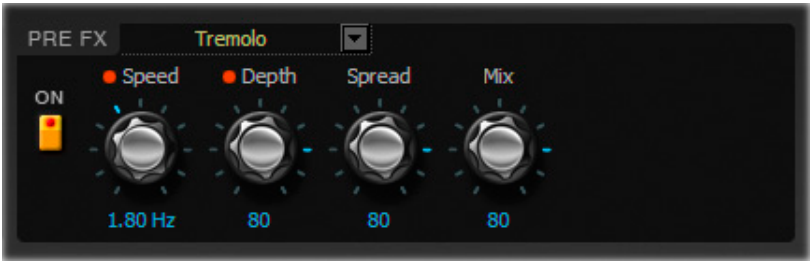 PRE FX Tremolo
ON
Speed Depth Spread Mix
1.80 Hz 80 80 80